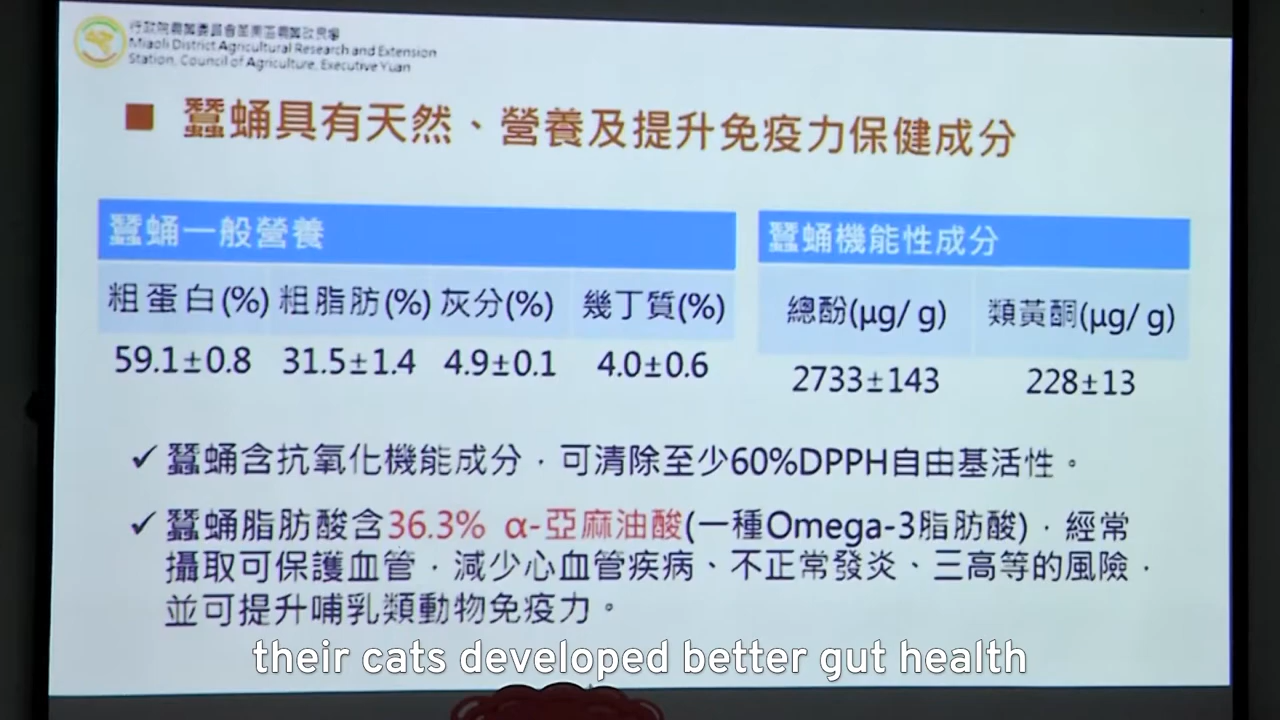 行政院農業委員會苗栗區農業改良場
Miaoli District Agricultural Research and Extension
Station, Council of Agriculture, Executive Yuan
■ 蠶蛹具有天然、營養及提升免疫力保健成分
蠶蛹一般營養
粗蛋白(%) 粗脂肪(%) 灰分(%) 幾丁質(%)
59.1±0.8 31.5±1.4 4.9±0.1 4.0±0.6
蠶蛹機能性成分
總酚(μg/ g) 類黃酮(μg/ g)
2733±143 228±13
✓ 蠶蛹含抗氧化機能成分，可清除至少60%DPPH自由基活性。
✓ 蠶蛹脂肪酸含36.3% α-亞麻油酸(一種Omega-3脂肪酸)，經常
攝取可保護血管，減少心血管疾病、不正常發炎、三高等的風險，
並可提升哺乳類動物免疫力。
their cats developed better gut health